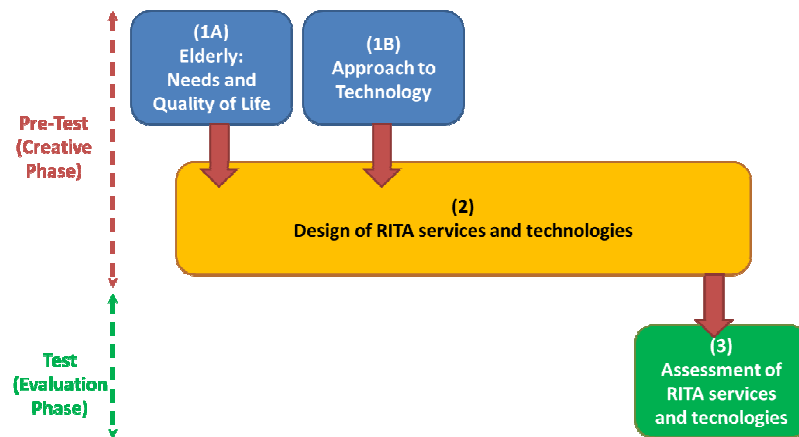 (1A)
Elderly:
Needs and
Quality of Life
(1B)
Approach to
Technology
Pre-Test
(Creative
Phase)
(2)
Design of RITA services and technologies
Test
(Evaluation
Phase)
(3)
Assessment of
RITA services
and tecnologies